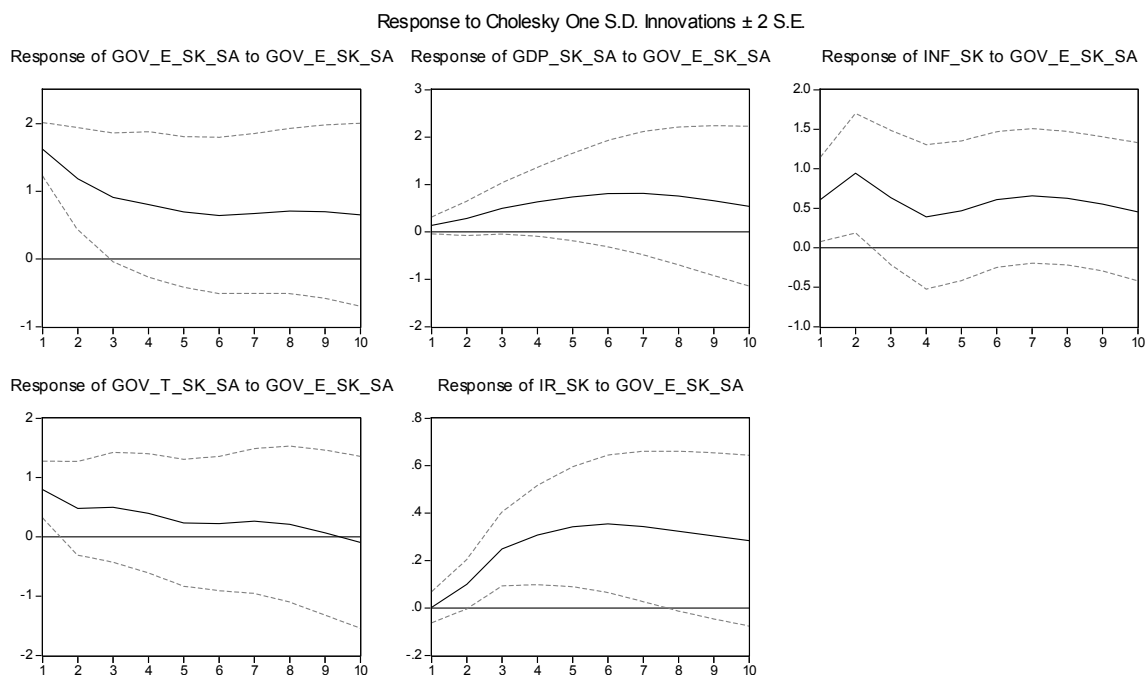 Response to Cholesky One S.D. Innovations ± 2 S.E.
Response of GOV_E_SK_SA to GOV_E_SK_SA
2
1
0
-1
1 2 3 4 5 6 7 8 9 10
Response of GDP_SK_SA to GOV_E_SK_SA
3
2
1
0
-1
-2
1 2 3 4 5 6 7 8 9 10
Response of INF_SK to GOV_E_SK_SA
2.0
1.5
1.0
0.5
0.0
-0.5
-1.0
1 2 3 4 5 6 7 8 9 10
Response of GOV_T_SK_SA to GOV_E_SK_SA
2
1
0
-1
-2
1 2 3 4 5 6 7 8 9 10
Response of IR_SK to GOV_E_SK_SA
.8
.6
.4
.2
.0
-.2
1 2 3 4 5 6 7 8 9 10